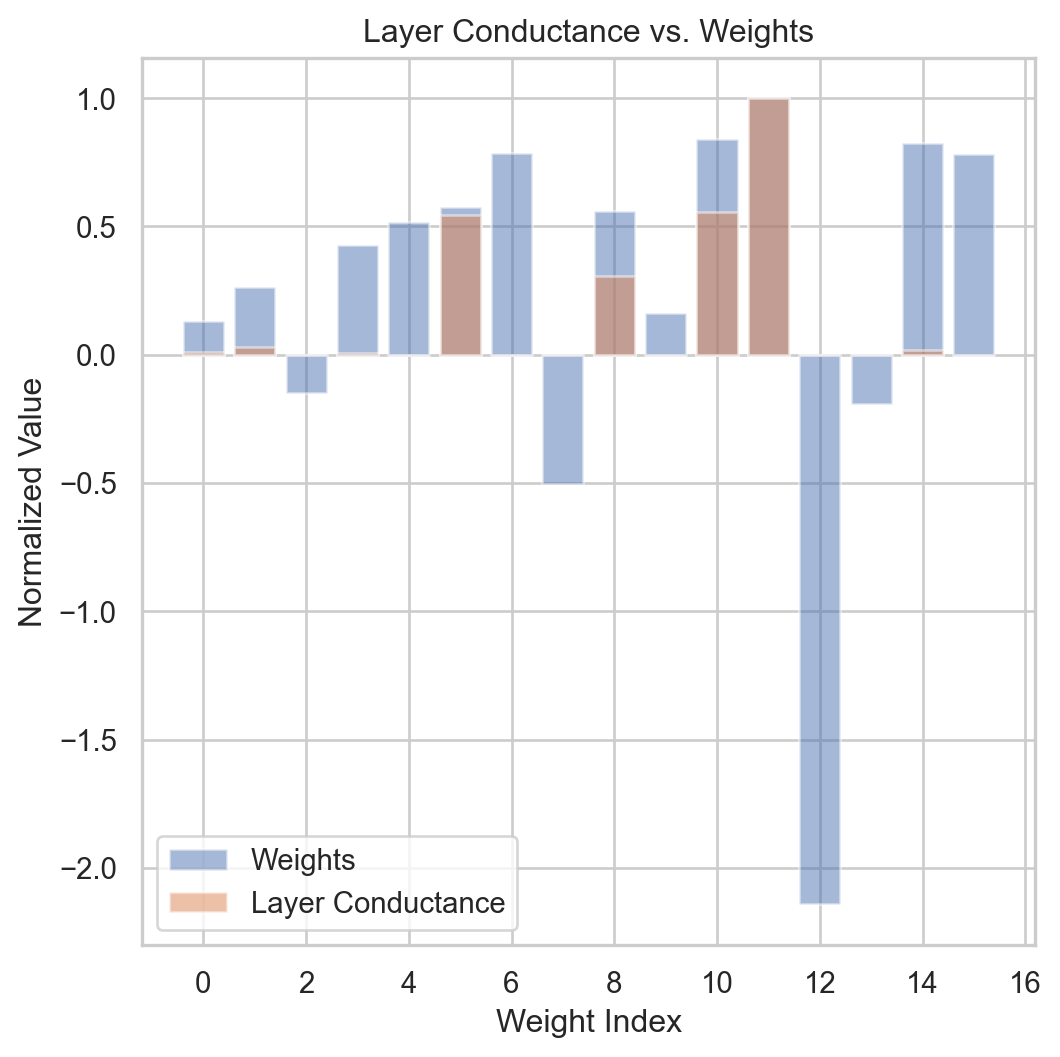 Layer Conductance vs. Weights
1.0
0.5
0.0
−0.5
−1.0
−1.5
−2.0
Normalized Value
Weights
Layer Conductance
0 2 4 6 8 10 12 14 16
Weight Index